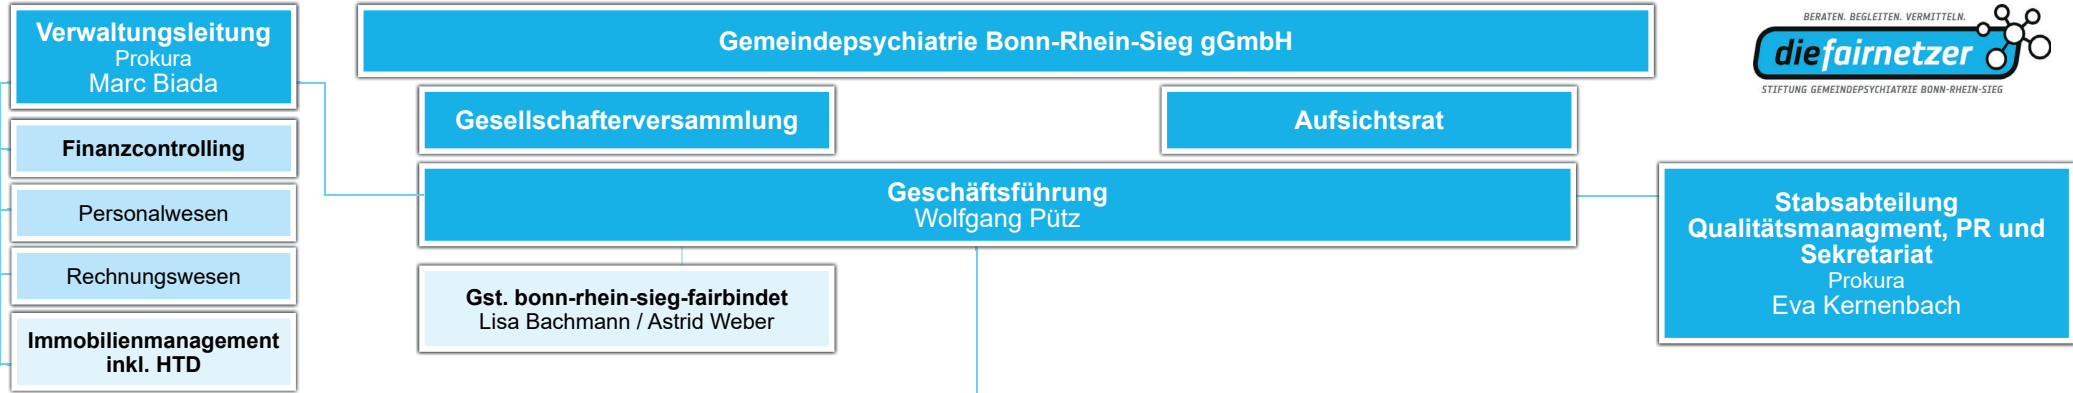 Verwaltungsleitung
Prokura
Marc Biada
Finanzcontrolling
Personalwesen
Rechnungswesen
Immobilienmanagement
inkl. HTD
Gemeindepsychiatrie Bonn-Rhein-Sieg gGmbH
Gesellschafterversammlung
Aufsichtsrat
Geschäftsführung
Wolfgang Pütz
Gst. bonn-rhein-sieg-fairbindet
Lisa Bachmann / Astrid Weber
BERATEN. BEGLEITEN. VERMITTELN.
diefairnetzer
STIFTUNG GEMEINDEPSYCHIATRIE BONN-RHEIN-SIEG
Stabsabteilung
Qualitätsmanagment, PR und
Sekretariat
Prokura
Eva Kernenbach